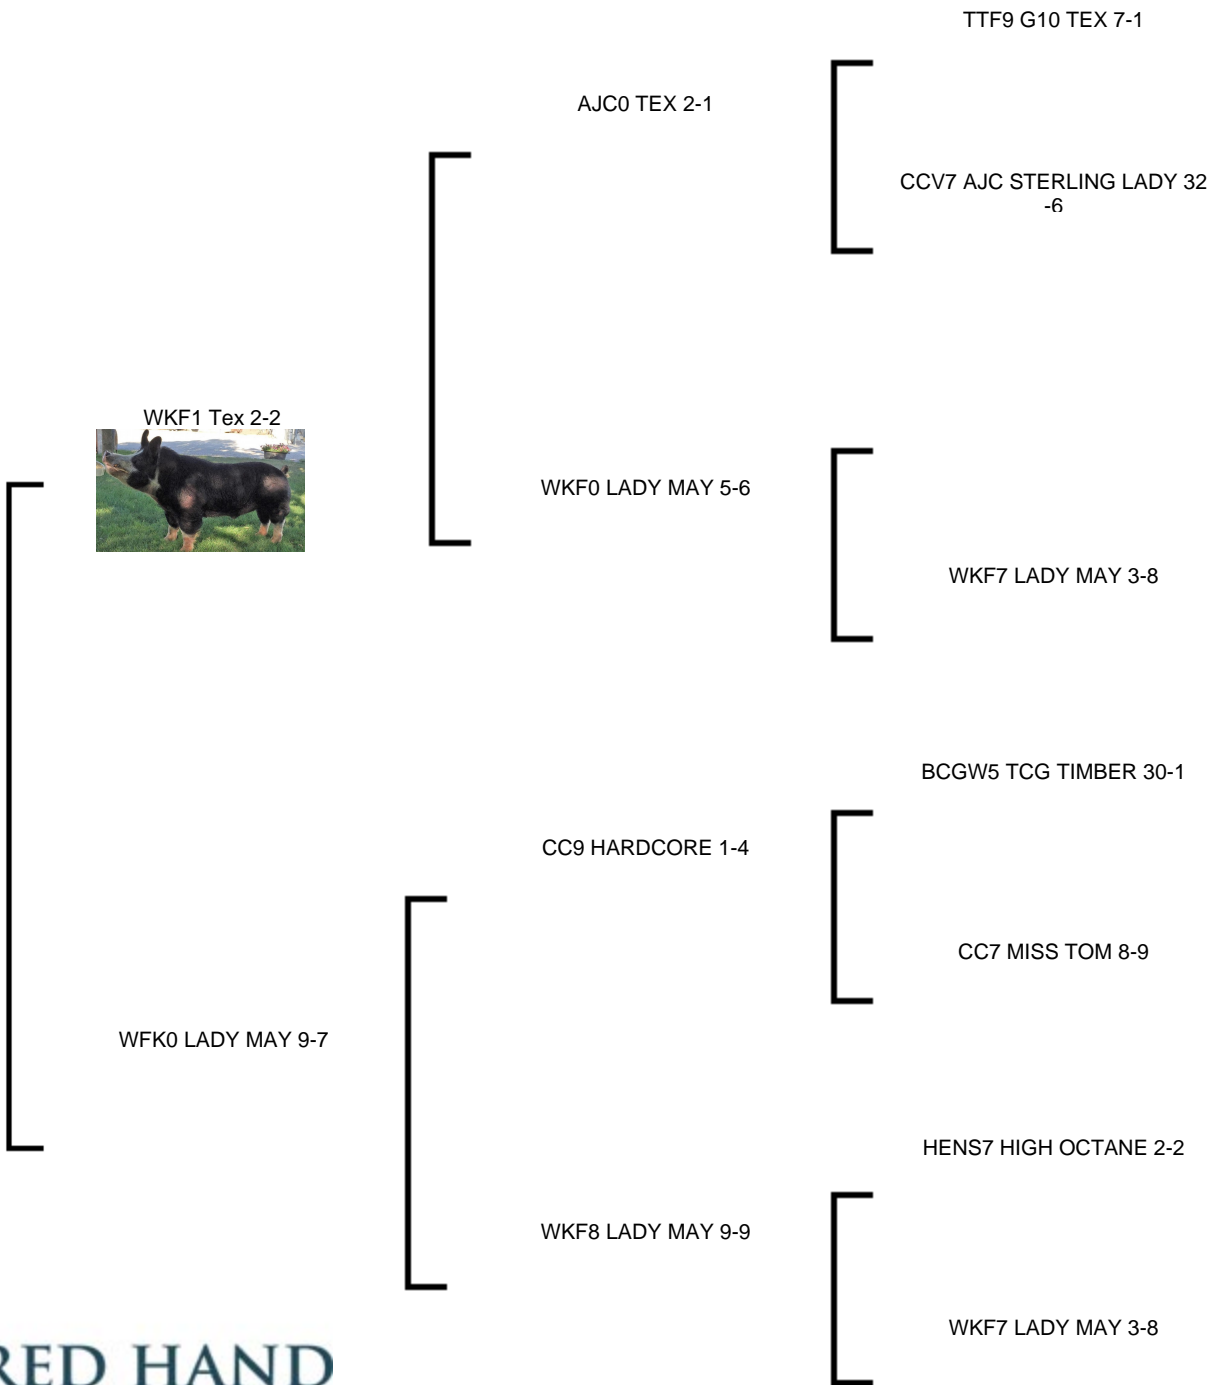 TTF9 G10 TEX 7-1
AJC0 TEX 2-1
CCV7 AJC STERLING LADY 32
-6
WKF1 Tex 2-2
WKF0 LADY MAY 5-6
WKF7 LADY MAY 3-8
BCGW5 TCG TIMBER 30-1
CC9 HARDCORE 1-4
CC7 MISS TOM 8-9
WFK0 LADY MAY 9-7
HENS7 HIGH OCTANE 2-2
WKF8 LADY MAY 9-9
WKF7 LADY MAY 3-8
RED HAND